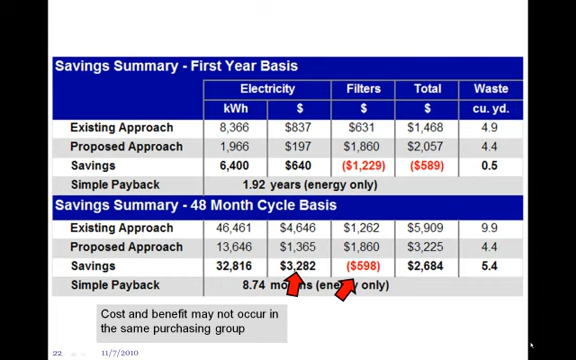 Savings Summary - First Year Basis
Electricity Filters Total Waste
kWh $ $ $ cu. yd.
Existing Approach 8,366 $837 $631 $1,468 4.9
Proposed Approach 1,966 $197 $1,860 $2,057 4.4
Savings 6,400 $640 ($1,229) ($589) 0.5
Simple Payback 1.92 years (energy only)
Savings Summary - 48 Month Cycle Basis
Existing Approach 46,461 $4,646 $1,262 $5,909 9.9
Proposed Approach 13,646 $1,365 $1,860 $3,225 4.4
Savings 32,816 $3,282 ($598) $2,684 5.4
Simple Payback 8.74 months (energy only)
Cost and benefit may not occur in
the same purchasing group
22 11/7/2010